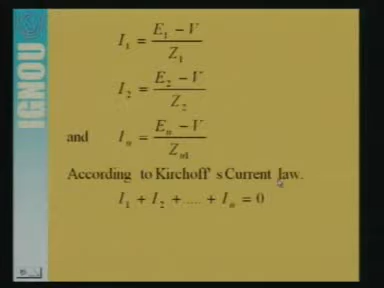 IGNOU
I₁ = (E₁ − V) / Z₁
I₂ = (E₂ − V) / Z₂
and Iₙ = (Eₙ − V) / Zₙ₁
According to Kirchoff's Current law.
I₁ + I₂ + ..... + Iₙ = 0